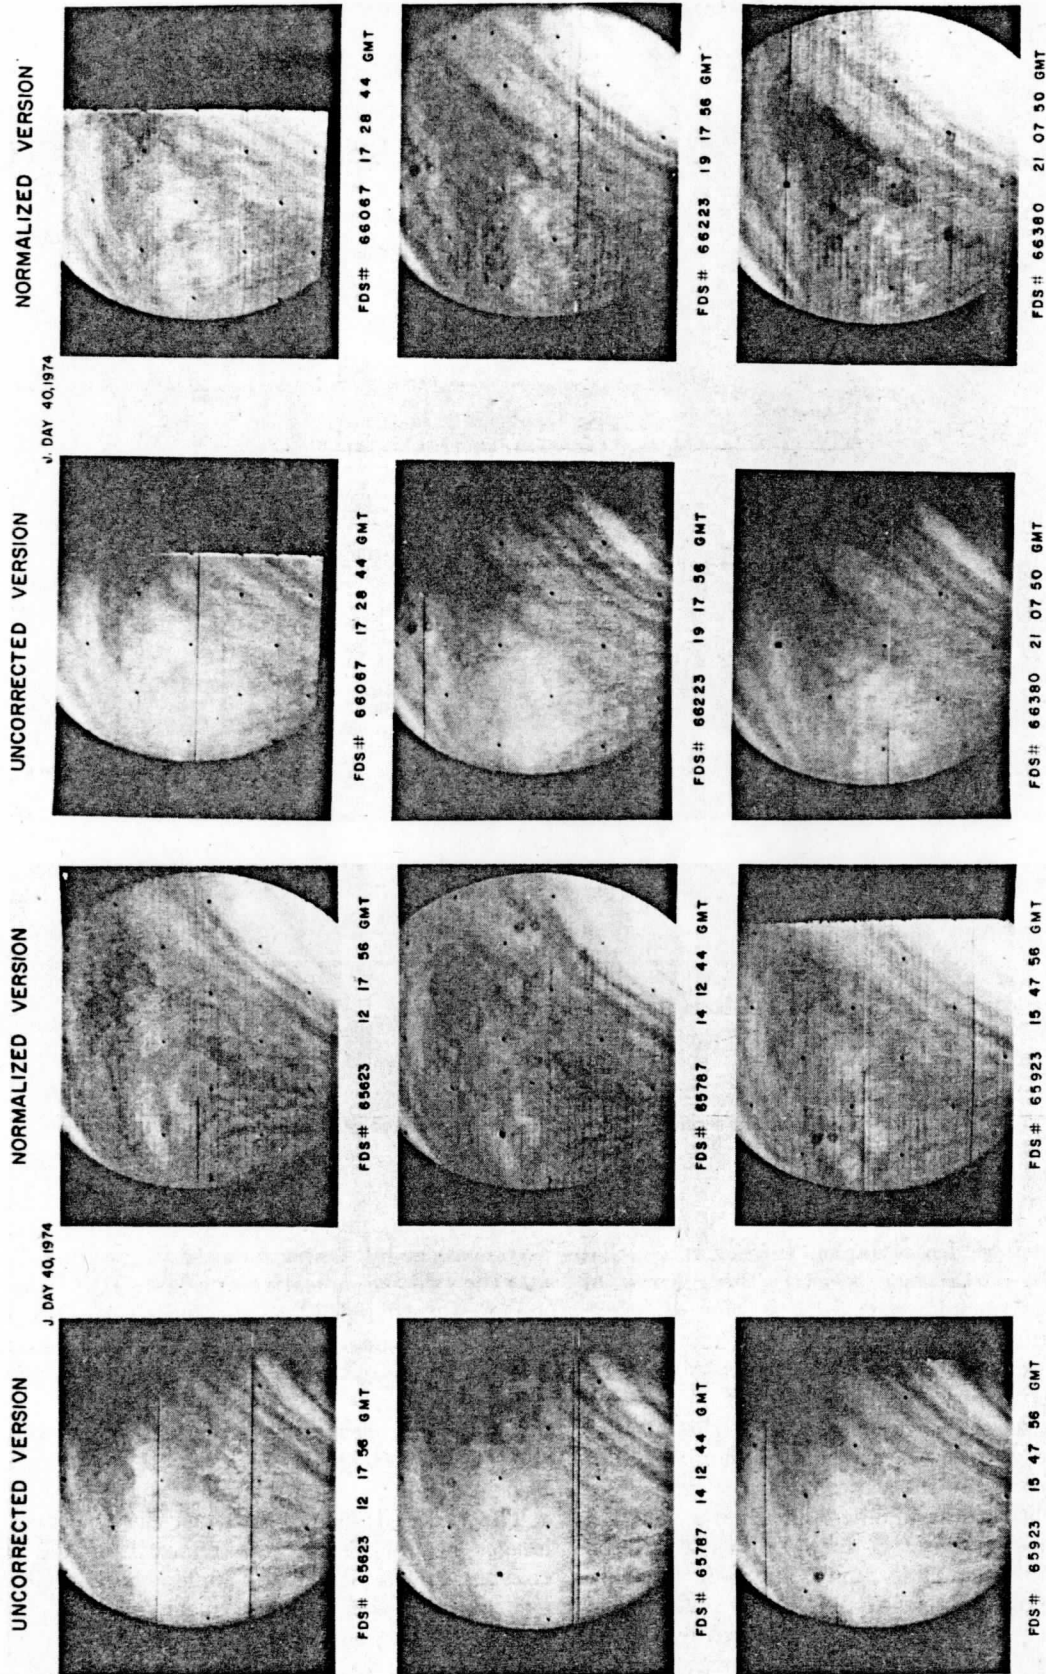 J. DAY 40, 1974
UNCORRECTED VERSION
NORMALIZED VERSION
FDS# 65623 12 17 56 GMT
FDS# 65623 12 17 56 GMT
FDS# 65787 14 12 44 GMT
FDS# 65787 14 12 44 GMT
FDS# 65923 15 47 56 GMT
FDS# 65923 15 47 56 GMT
J. DAY 40,1974
UNCORRECTED VERSION
NORMALIZED VERSION
FDS# 66067 17 28 44 GMT
FDS# 66067 17 28 44 GMT
FDS# 66223 19 17 56 GMT
FDS# 66223 19 17 56 GMT
FDS# 66380 21 07 50 GMT
FDS# 66380 21 07 50 GMT